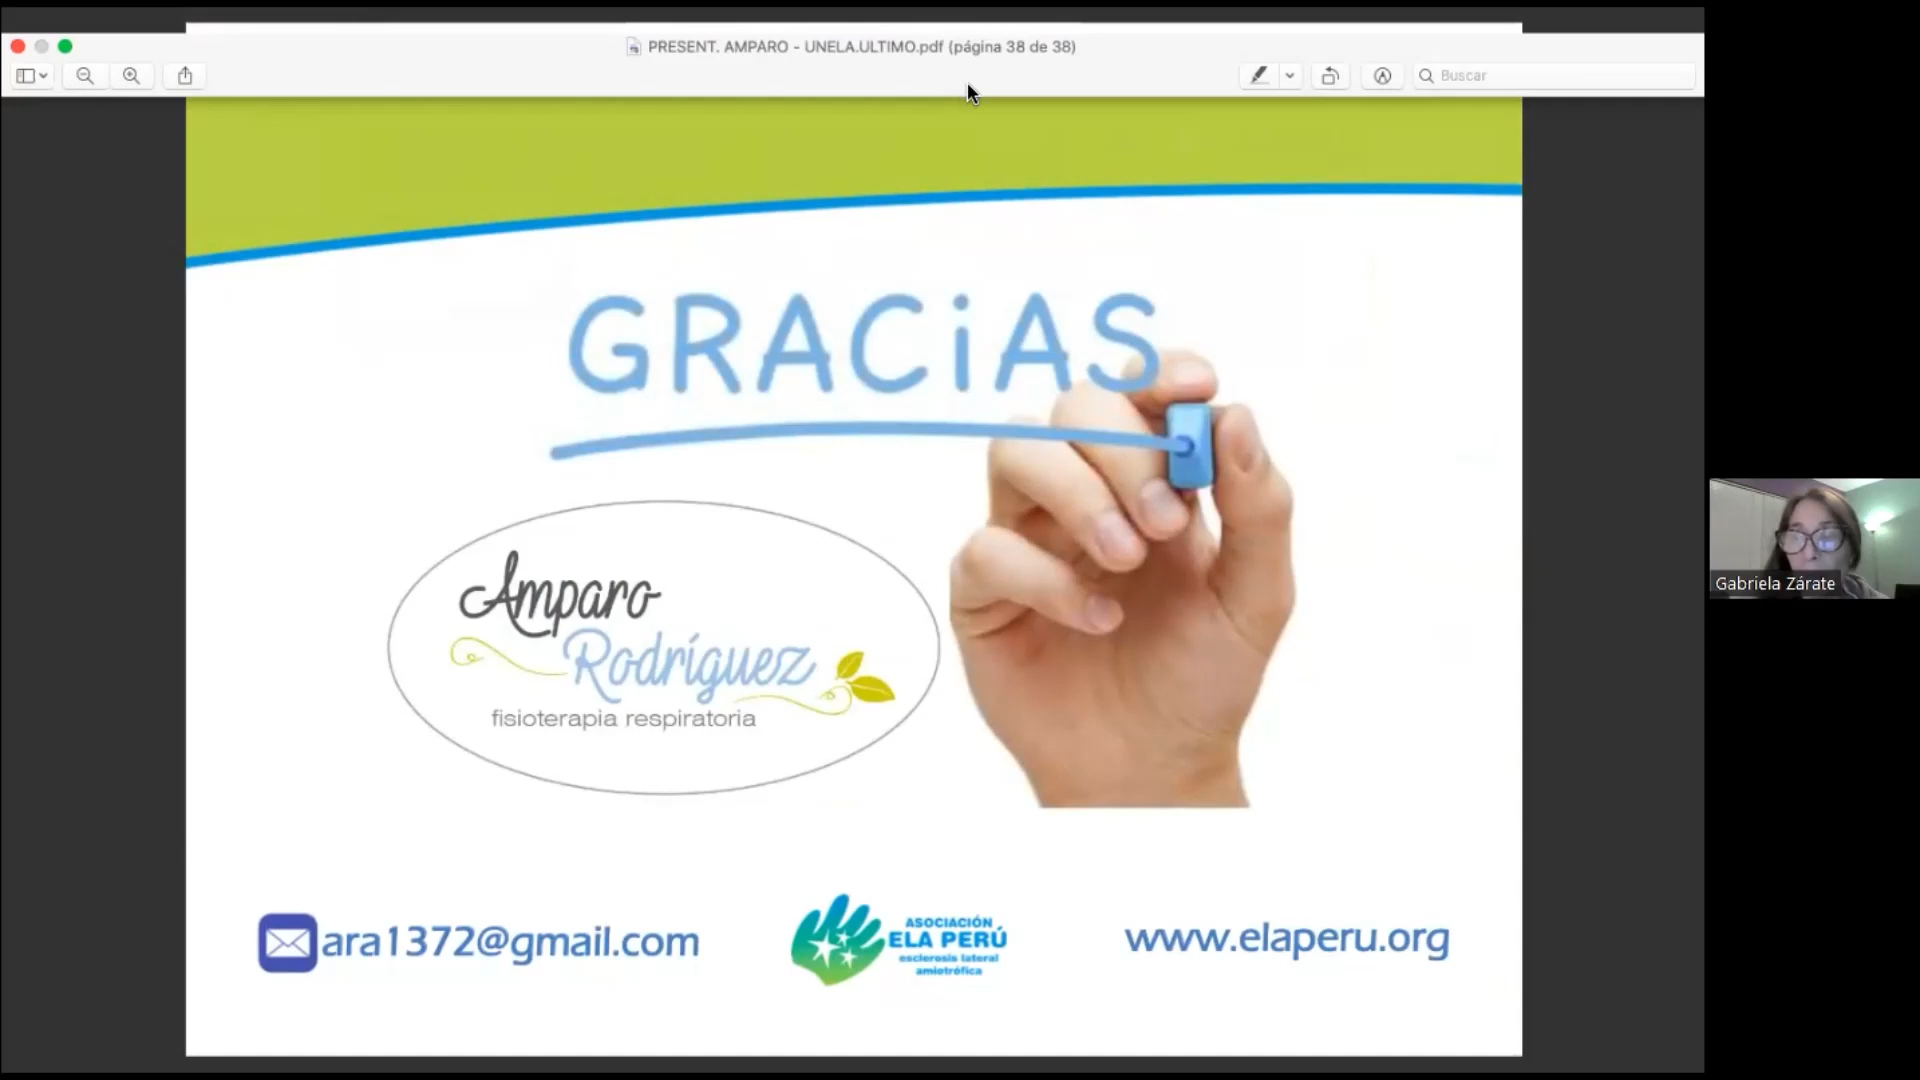 PRESENT. AMPARO - UNELA.ULTIMO.pdf (página 38 de 38)
Buscar
GRACiAS
Amparo
Rodríguez
fisioterapia respiratoria
Gabriela Zárate
ara1372@gmail.com
ASOCIACIÓN
ELA PERÚ
esclerosis lateral
amiotrófica
www.elaperu.org